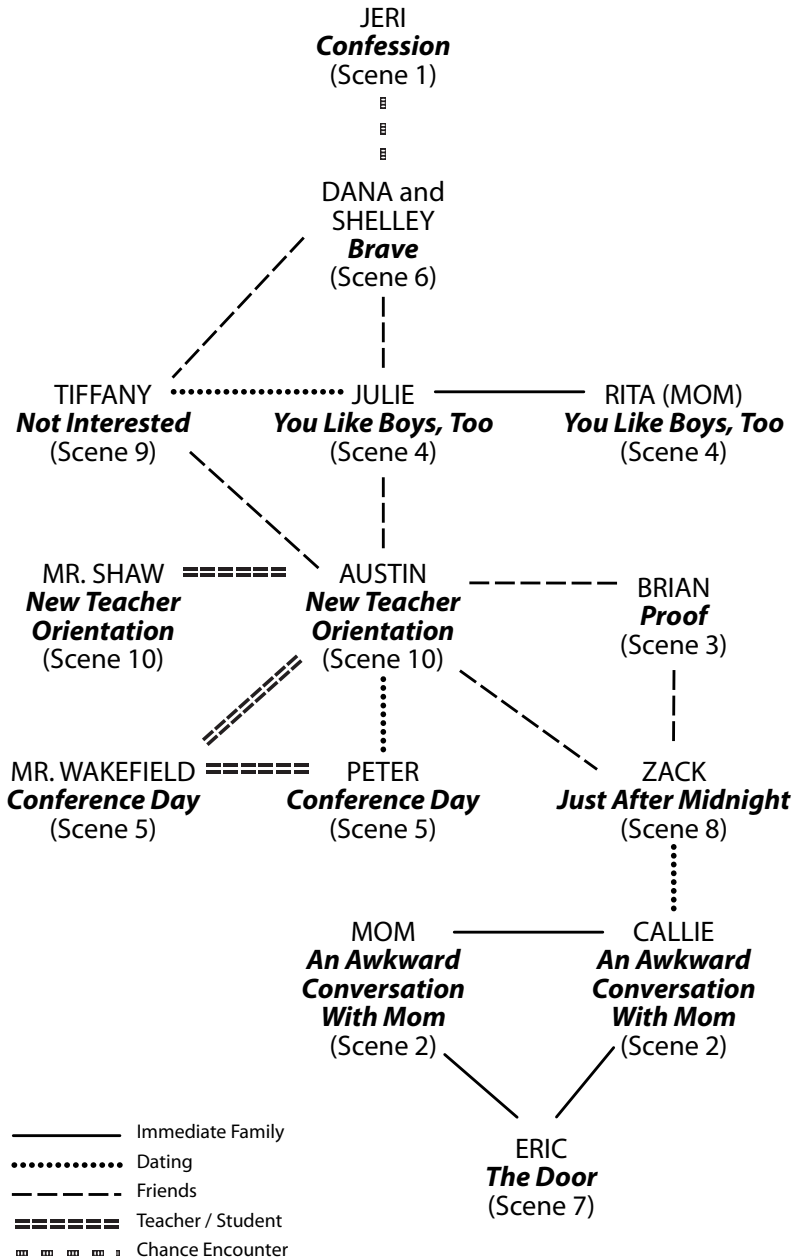 JERI
Confession
(Scene 1)
DANA and
SHELLEY
Brave
(Scene 6)
TIFFANY
Not Interested
(Scene 9)
JULIE
You Like Boys, Too
(Scene 4)
RITA (MOM)
You Like Boys, Too
(Scene 4)
MR. SHAW
New Teacher
Orientation
(Scene 10)
AUSTIN
New Teacher
Orientation
(Scene 10)
BRIAN
Proof
(Scene 3)
MR. WAKEFIELD
Conference Day
(Scene 5)
PETER
Conference Day
(Scene 5)
ZACK
Just After Midnight
(Scene 8)
MOM
An Awkward
Conversation
With Mom
(Scene 2)
CALLIE
An Awkward
Conversation
With Mom
(Scene 2)
ERIC
The Door
(Scene 7)
Immediate Family
Dating
Friends
Teacher / Student
Chance Encounter